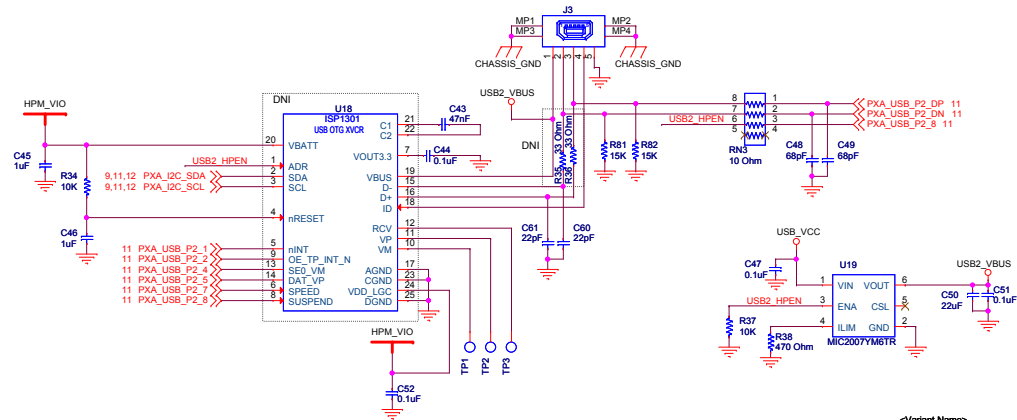 J3
MP1
MP3
MP2
MP4
CHASSIS_GND
CHASSIS_GND
1
2
3
4
5
USB2_VBUS
DNI
HPM_VIO
U18
ISP1301
USB OTG XVCR
C45
1uF
R34
10K
C46
1uF
USB2_HPEN
9,11,12 PXA_I2C_SDA
9,11,12 PXA_I2C_SCL
11 PXA_USB_P2_1
11 PXA_USB_P2_2
11 PXA_USB_P2_4
11 PXA_USB_P2_5
11 PXA_USB_P2_7
11 PXA_USB_P2_8
20 VBATT
1 ADR
2 SDA
3 SCL
4 nRESET
5 nINT
9 OE_TP_INT_N
13 SE0_VM
14 DAT_VP
6 SPEED
8 SUSPEND
C1 21
C2 22
VOUT3.3 7
VBUS 19
D- 15
D+ 16
ID 18
RCV 12
VP 11
VM 10
AGND 17
CGND 23
VDD_LGC 24
DGND 25
C43
47nF
C44
0.1uF
DNI
R35 33 Ohm
R36 33 Ohm
R81
15K
R82
15K
C61
22pF
C60
22pF
USB2_HPEN
8
7
6
5
1
2
3
4
RN3
10 Ohm
PXA_USB_P2_DP 11
PXA_USB_P2_DN 11
PXA_USB_P2_8 11
C48
68pF
C49
68pF
HPM_VIO
C52
0.1uF
TP1
TP2
TP3
USB_VCC
C47
0.1uF
U19
1 VIN
3 ENA
4 ILIM
VOUT 6
CSL 5
GND 2
MIC2007YM6TR
USB2_HPEN
R37
10K
R38
470 Ohm
USB2_VBUS
C50
22uF
C51
0.1uF
<Variant Name>